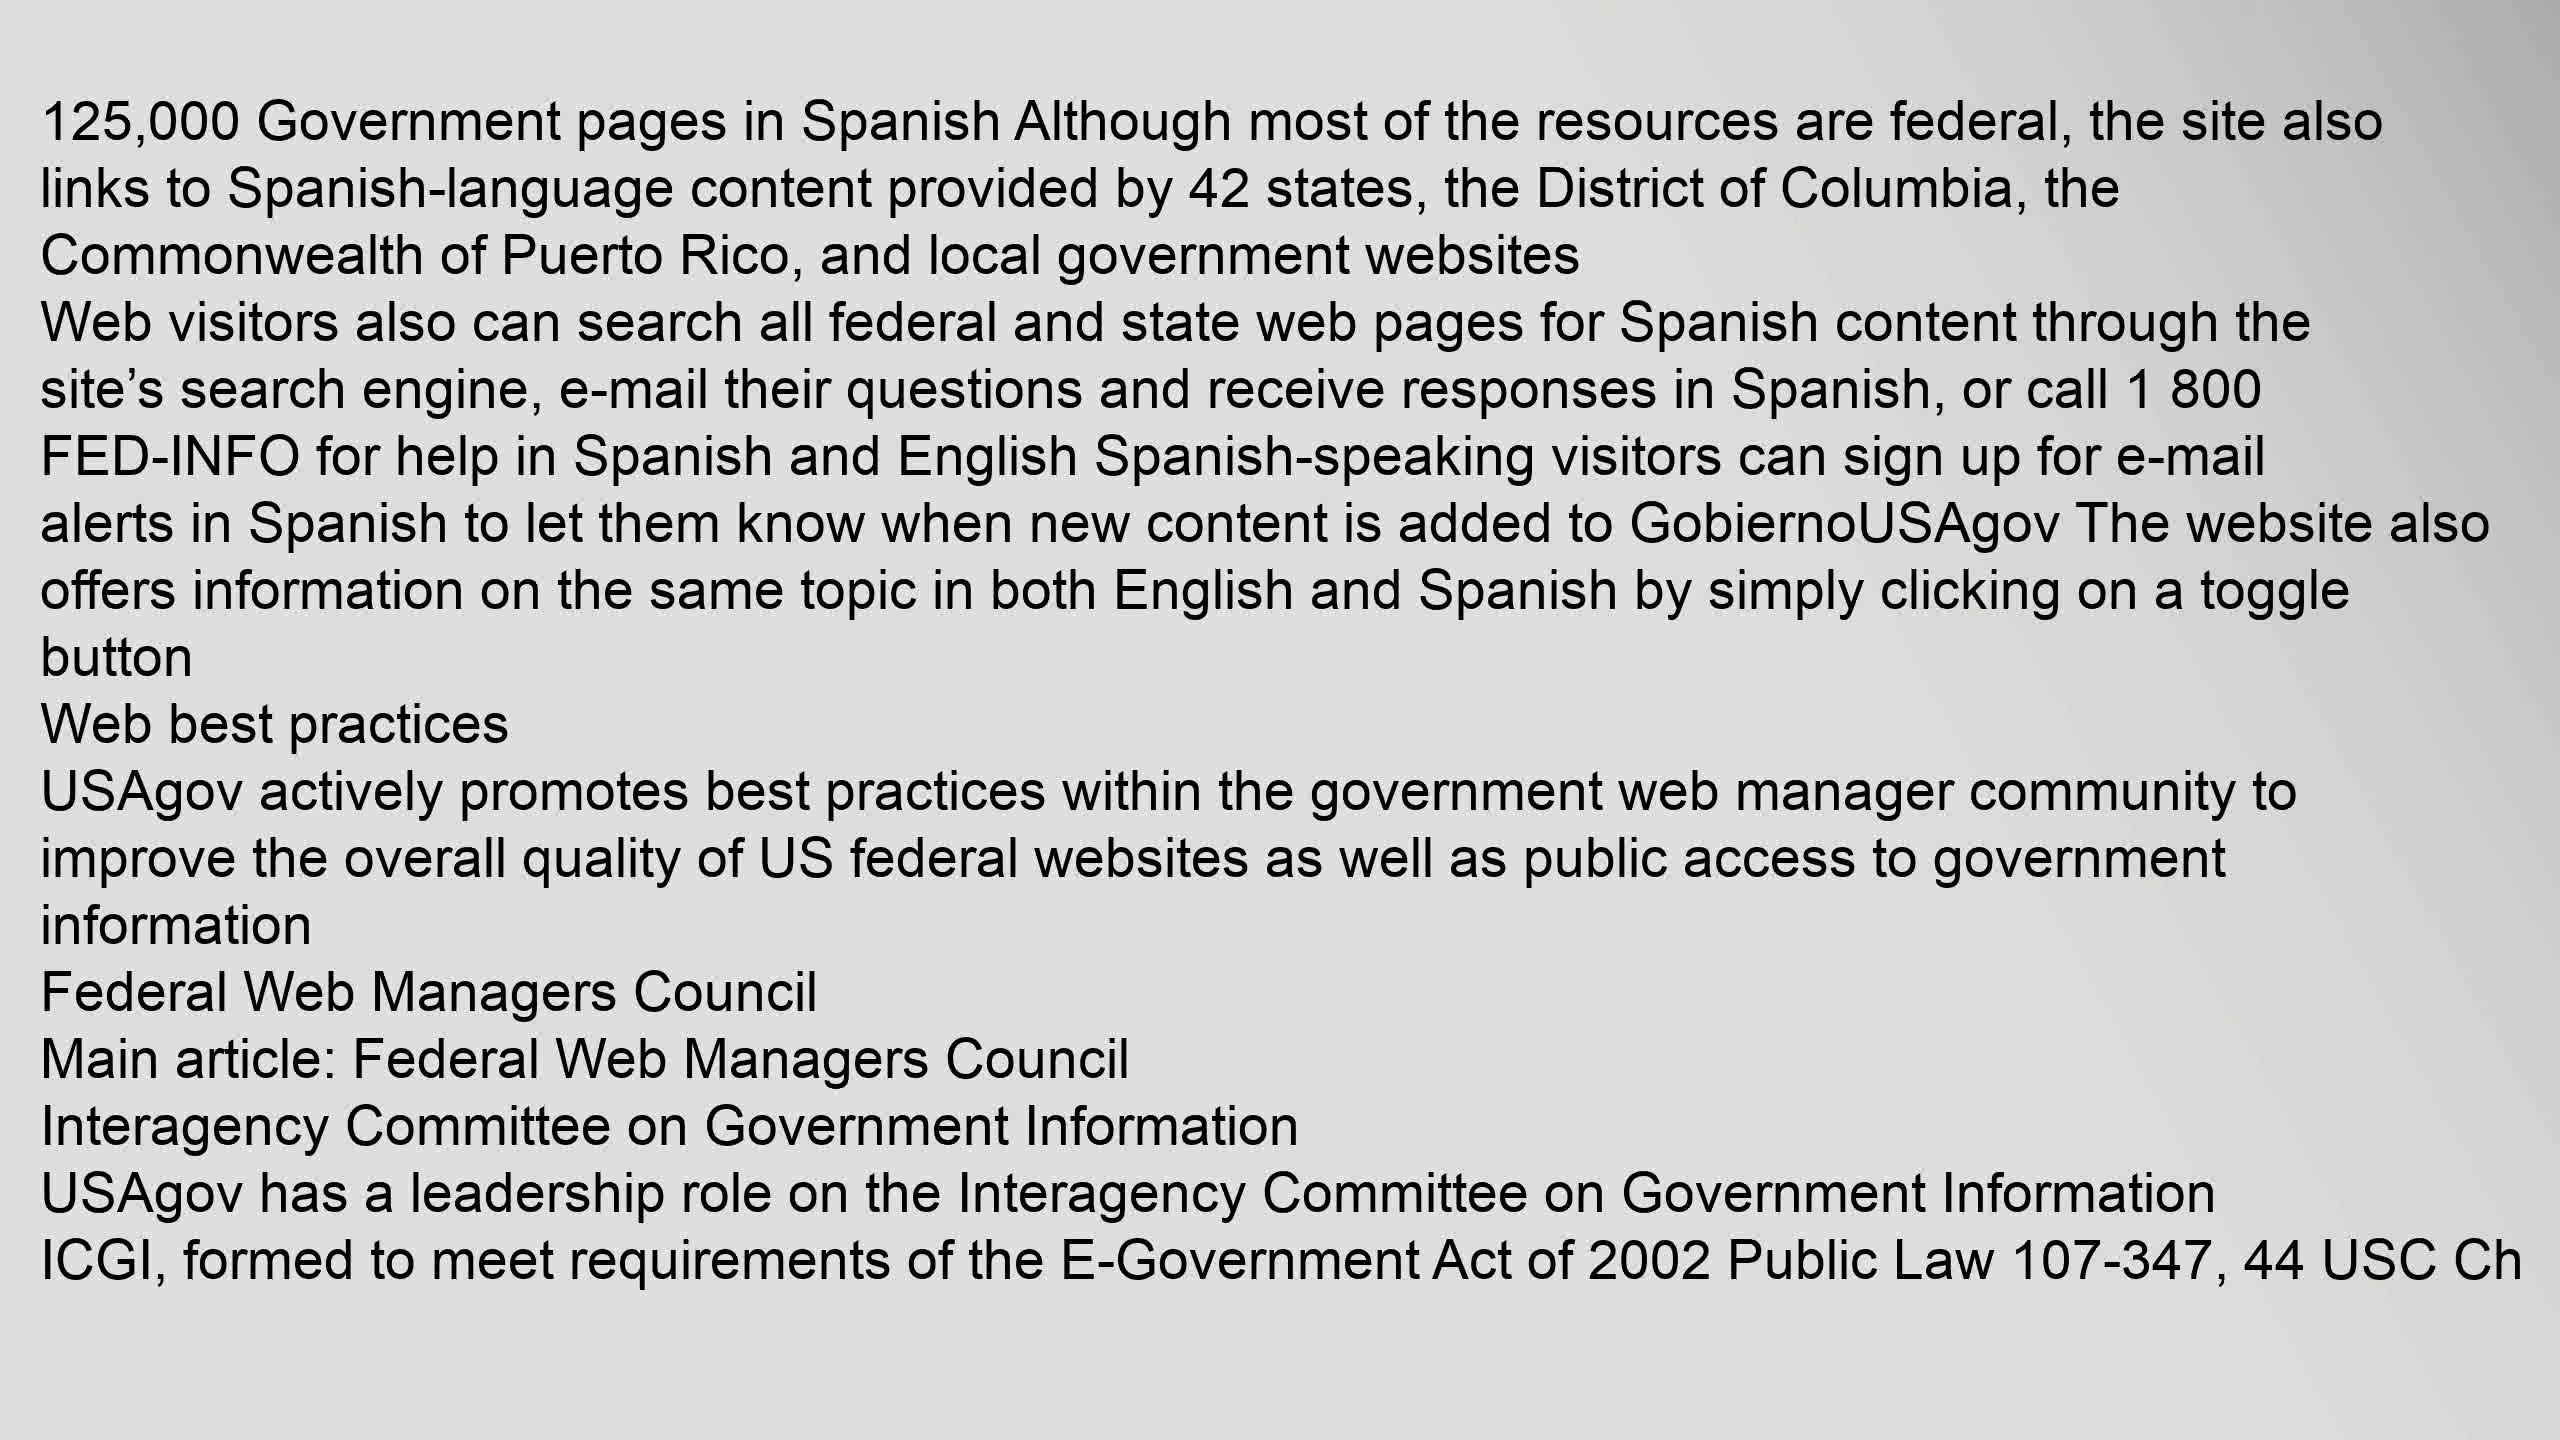 125,000 Government pages in Spanish Although most of the resources are federal, the site also
links to Spanish-language content provided by 42 states, the District of Columbia, the
Commonwealth of Puerto Rico, and local government websites
Web visitors also can search all federal and state web pages for Spanish content through the
site’s search engine, e-mail their questions and receive responses in Spanish, or call 1 800
FED-INFO for help in Spanish and English Spanish-speaking visitors can sign up for e-mail
alerts in Spanish to let them know when new content is added to GobiernoUSAgov The website also
offers information on the same topic in both English and Spanish by simply clicking on a toggle
button
Web best practices
USAgov actively promotes best practices within the government web manager community to
improve the overall quality of US federal websites as well as public access to government
information
Federal Web Managers Council
Main article: Federal Web Managers Council
Interagency Committee on Government Information
USAgov has a leadership role on the Interagency Committee on Government Information
ICGI, formed to meet requirements of the E-Government Act of 2002 Public Law 107-347, 44 USC Ch